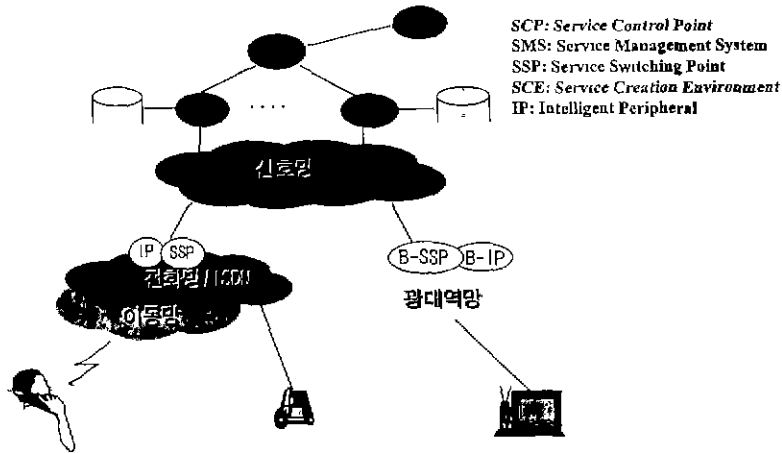 SCP: Service Control Point
SMS: Service Management System
SSP: Service Switching Point
SCE: Service Creation Environment
IP: Intelligent Peripheral
신호망
IP SSP
전화망 / ISDN
이동망
B-SSP B-IP
광대역망